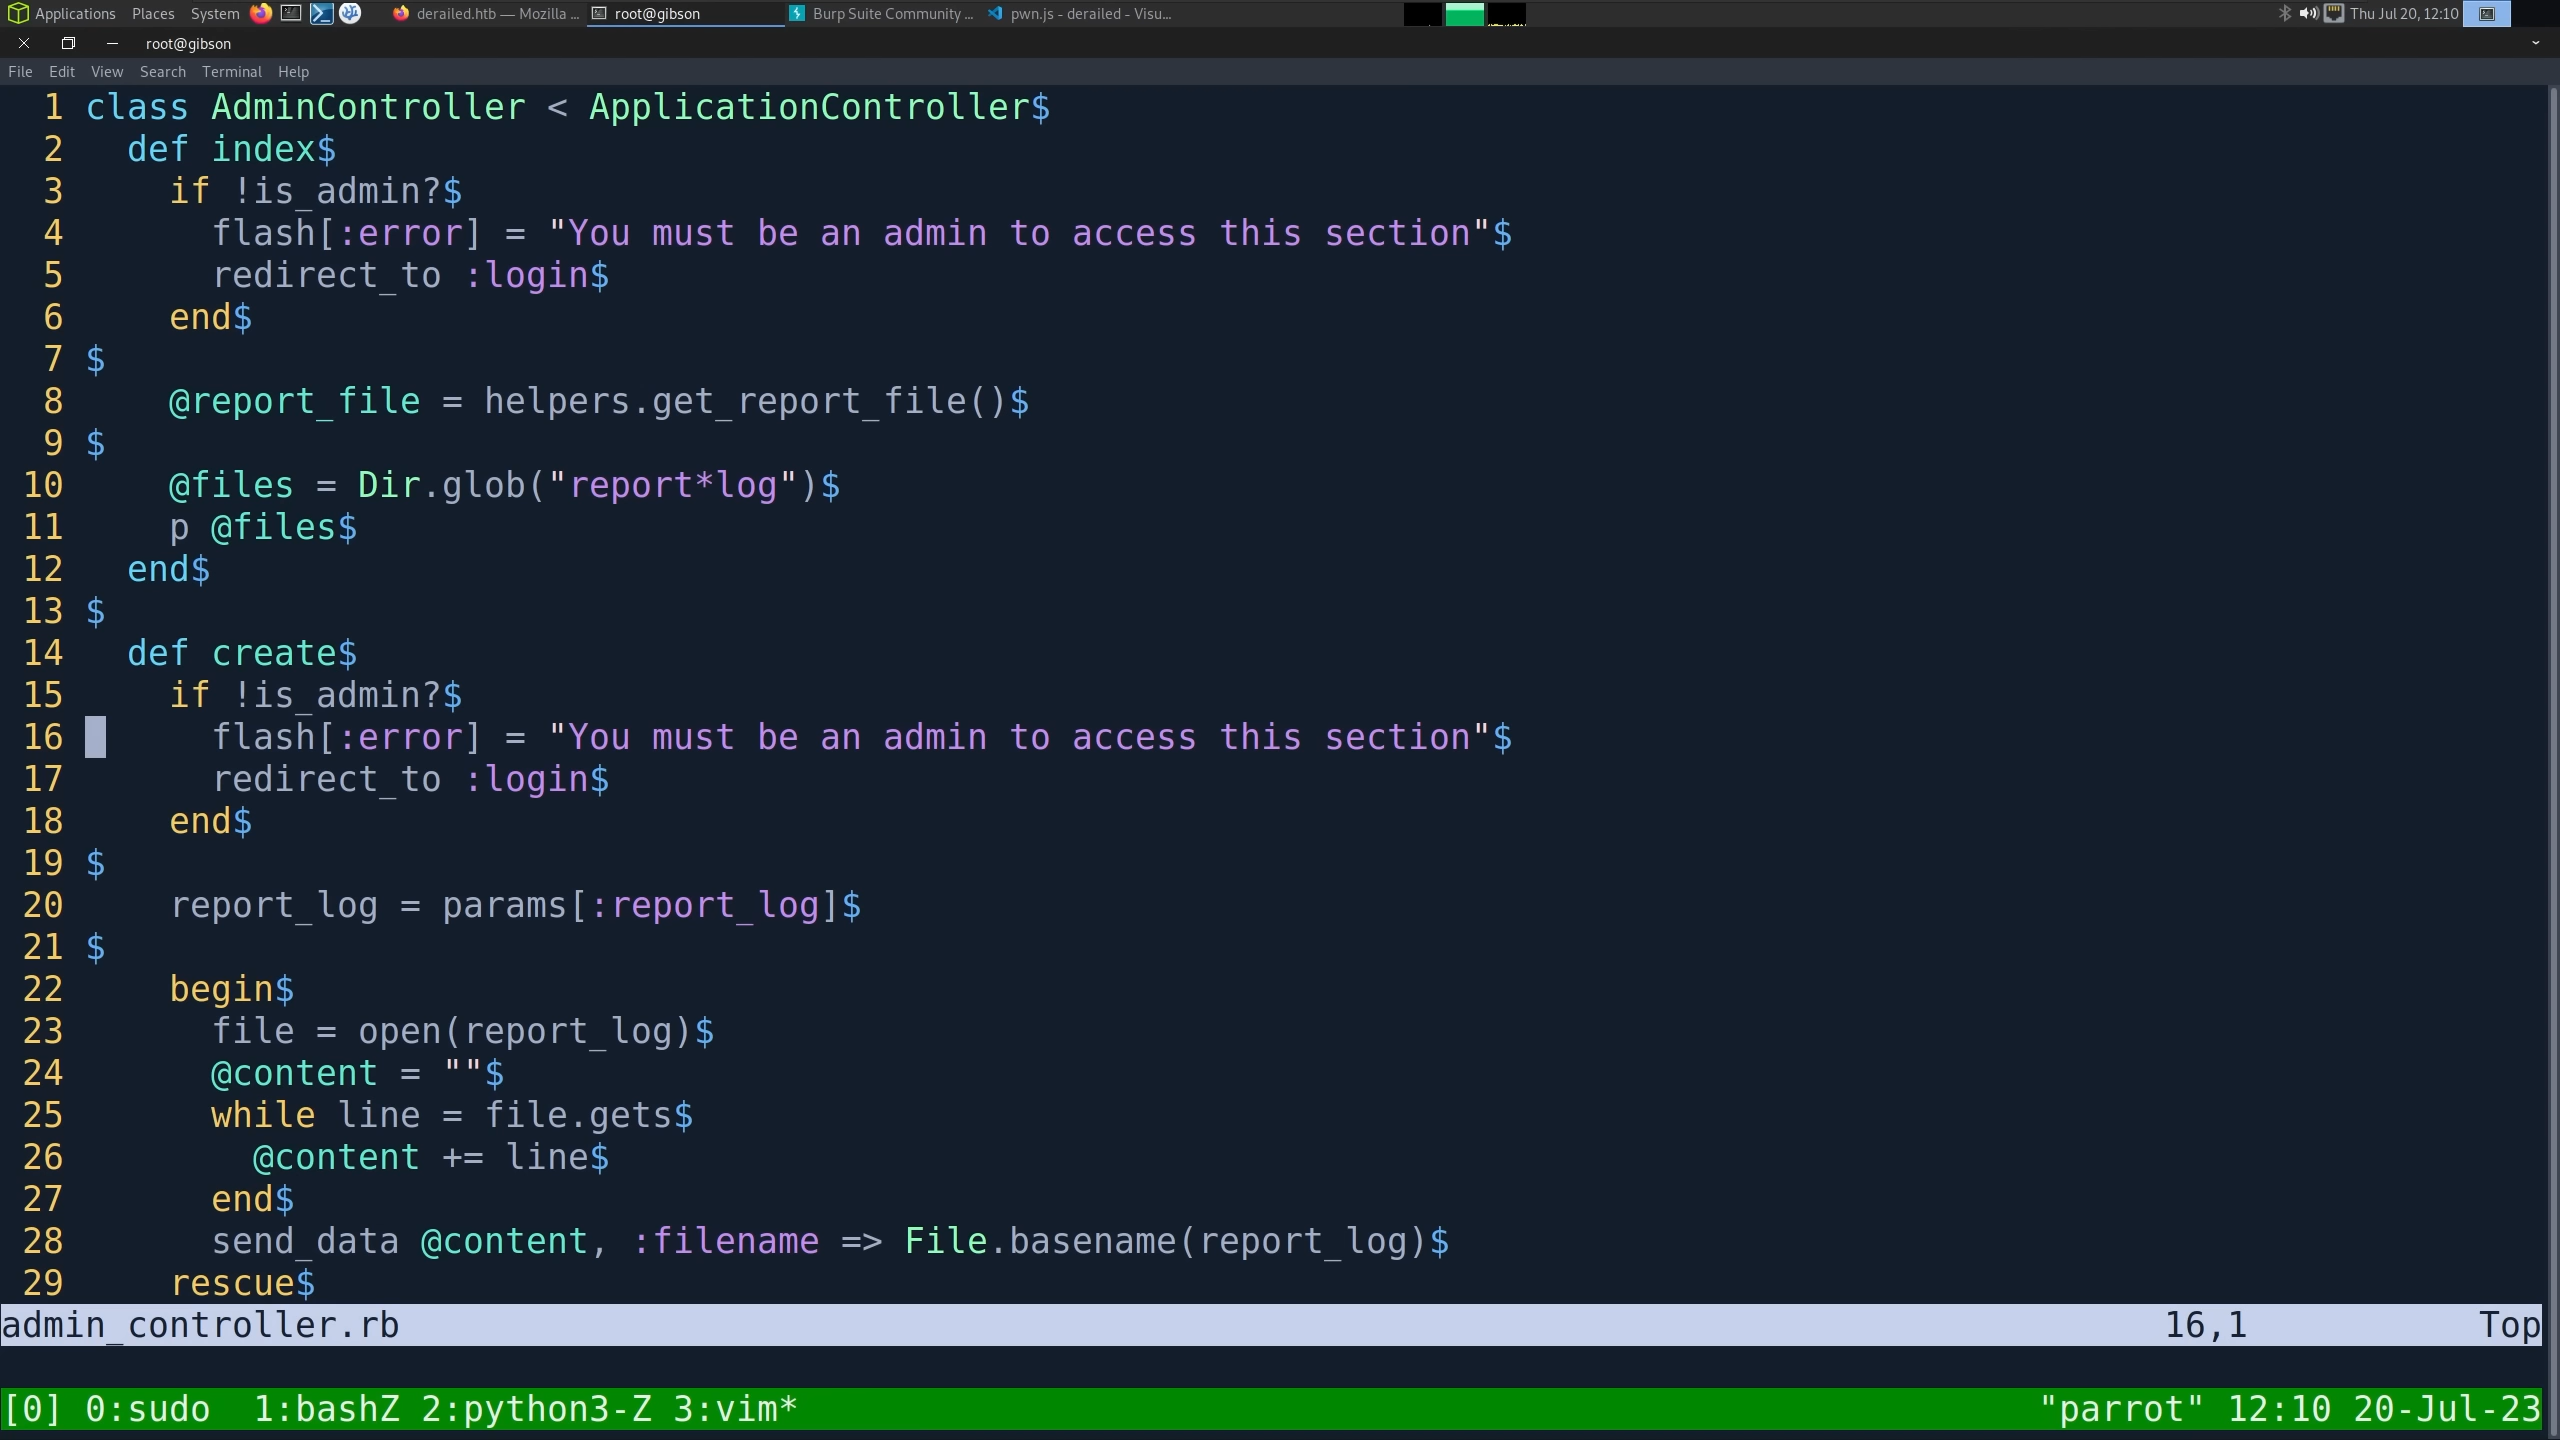 Applications Places System derailed.htb — Mozilla ... root@gibson Burp Suite Community ... pwn.js - derailed - Visu... Thu Jul 20, 12:10
root@gibson
File Edit View Search Terminal Help
1 class AdminController < ApplicationController$
2   def index$
3     if !is_admin?$
4       flash[:error] = "You must be an admin to access this section"$
5       redirect_to :login$
6     end$
7 $
8     @report_file = helpers.get_report_file()$
9 $
10     @files = Dir.glob("report*log")$
11     p @files$
12   end$
13 $
14   def create$
15     if !is_admin?$
16       flash[:error] = "You must be an admin to access this section"$
17       redirect_to :login$
18     end$
19 $
20     report_log = params[:report_log]$
21 $
22     begin$
23       file = open(report_log)$
24       @content = ""$
25       while line = file.gets$
26         @content += line$
27       end$
28       send_data @content, :filename => File.basename(report_log)$
29     rescue$
admin_controller.rb 16,1 Top
[0] 0:sudo  1:bashZ 2:python3-Z 3:vim* "parrot" 12:10 20-Jul-23